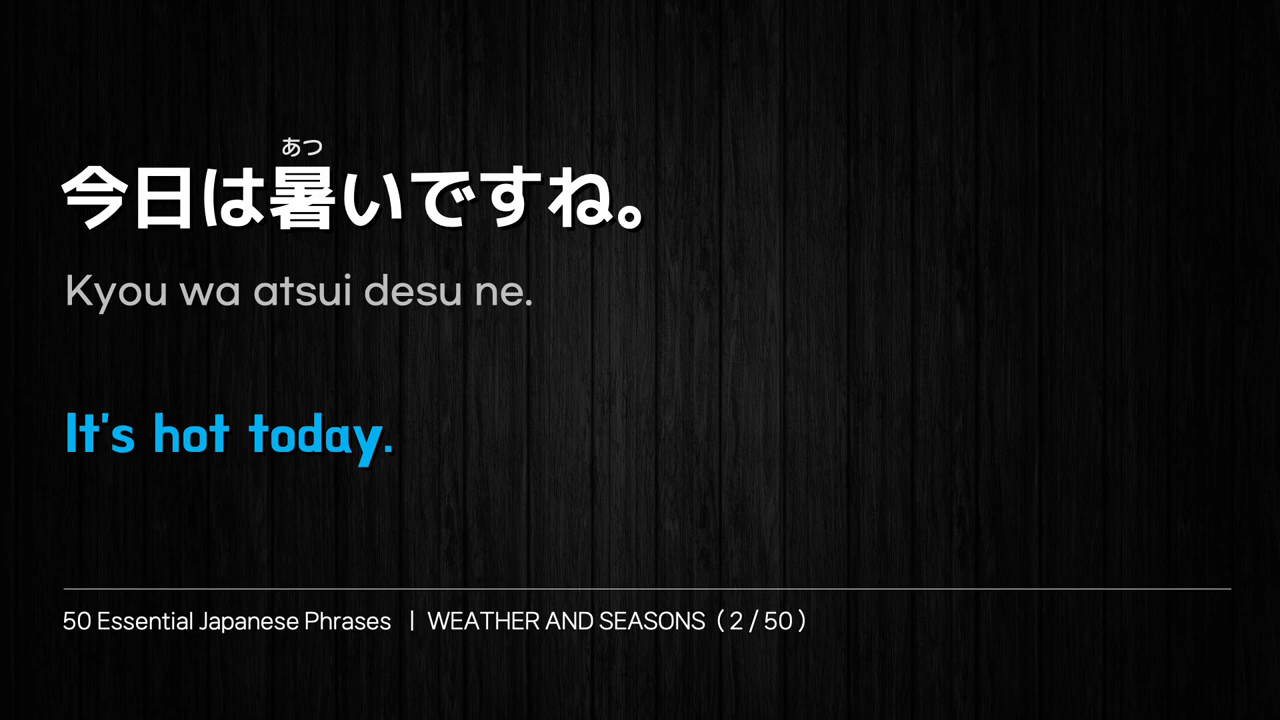 あつ
今日は暑いですね。
Kyou wa atsui desu ne.
It's hot today.
50 Essential Japanese Phrases | WEATHER AND SEASONS ( 2 / 50 )